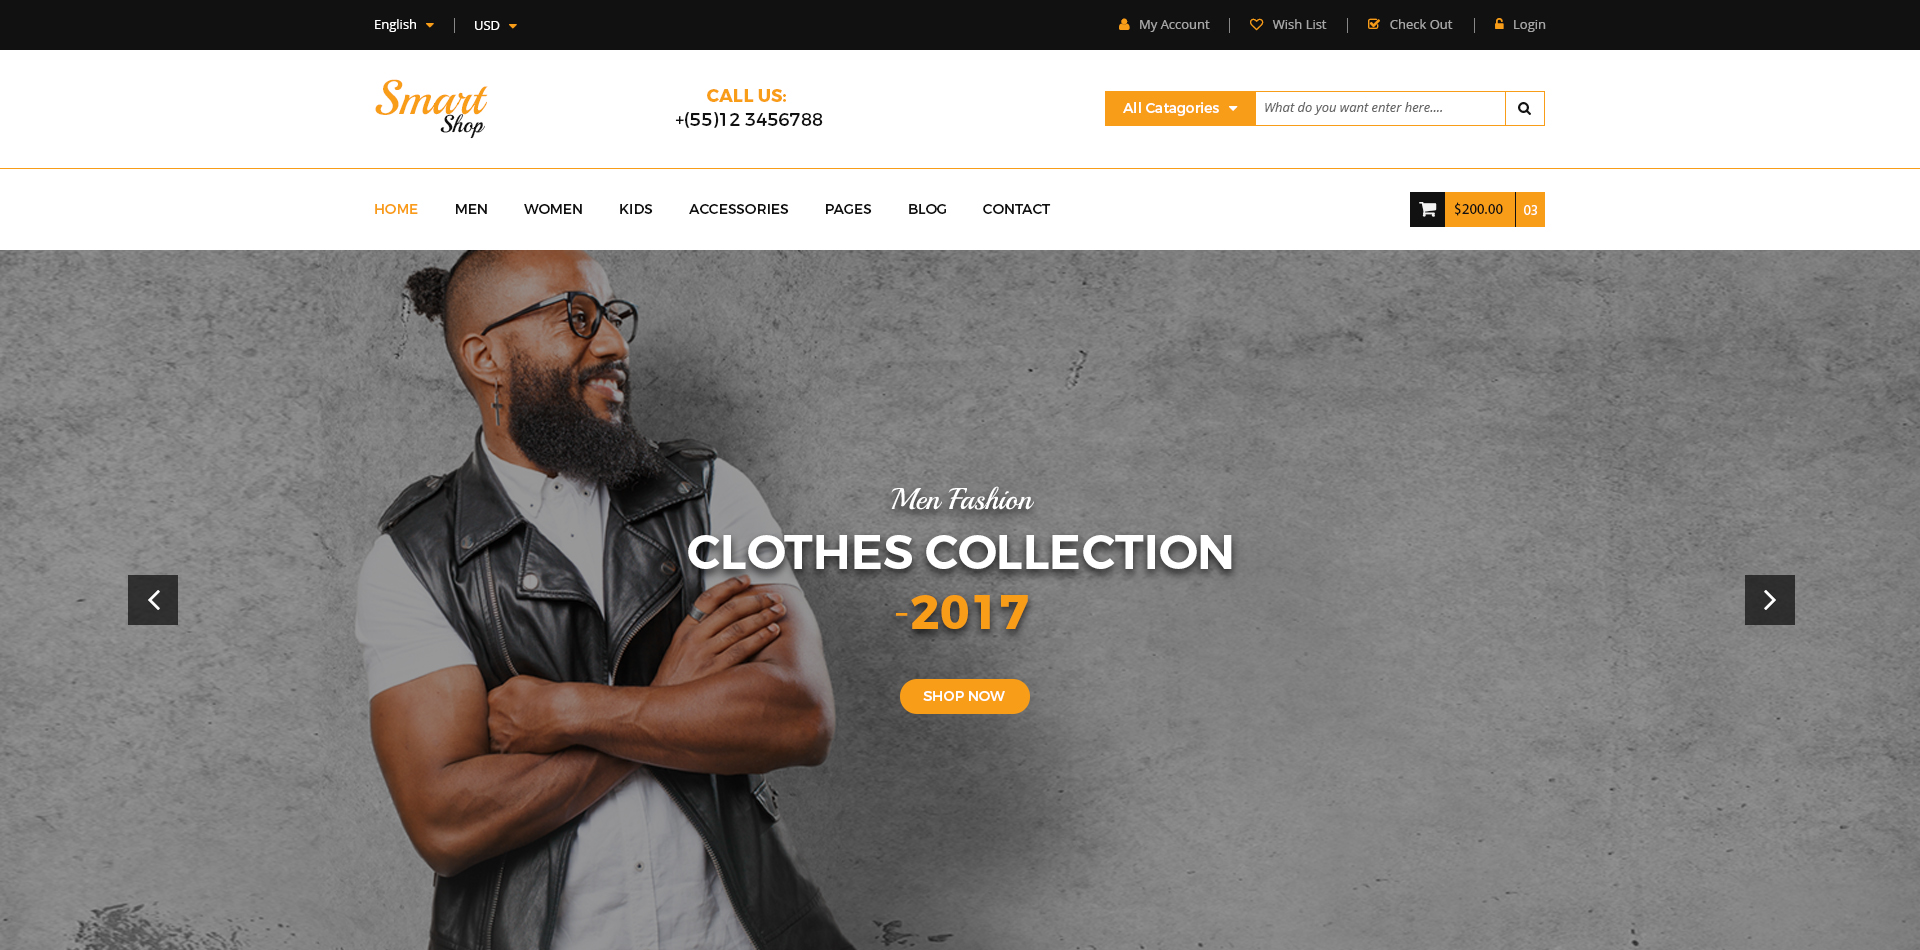 English
USD
My Account
Wish List
Check Out
Login
Smart
Shop
CALL US:
+(55)12 3456788
All Catagories
What do you want enter here....
HOME
MEN
WOMEN
KIDS
ACCESSORIES
PAGES
BLOG
CONTACT
$200.00
03
Men Fashion
CLOTHES COLLECTION
-2017
SHOP NOW